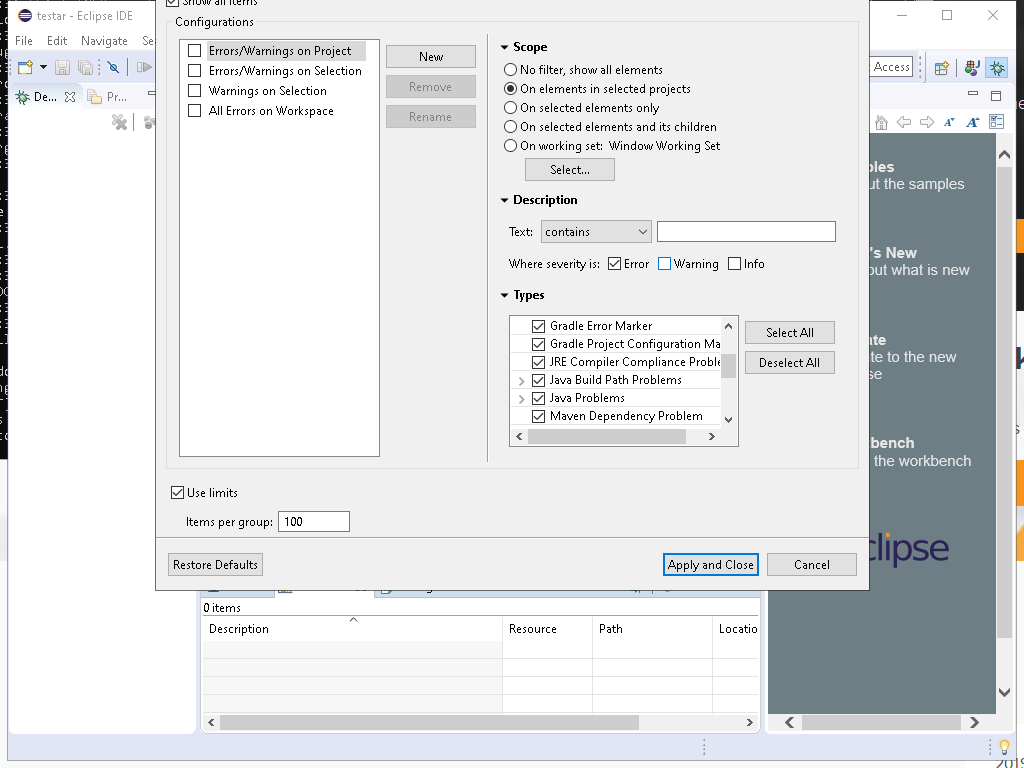 Show all items
testar - Eclipse IDE
Configurations
File Edit Navigate
Errors/Warnings on Project
Errors/Warnings on Selection
Warnings on Selection
All Errors on Workspace
New
Remove
Rename
Scope
No filter, show all elements
On elements in selected projects
On selected elements only
On selected elements and its children
On working set: Window Working Set
Select...
Description
Text: contains
Where severity is: Error Warning Info
Types
Gradle Error Marker
Gradle Project Configuration Ma
JRE Compiler Compliance Proble
Java Build Path Problems
Java Problems
Maven Dependency Problem
Select All
Deselect All
Use limits
Items per group: 100
Restore Defaults
Apply and Close
Cancel
Access
De...
Pr...
ples
ut the samples
's New
out what is new
ate
te to the new
se
bench
the workbench
clipse
0 items
Description Resource Path Locatio